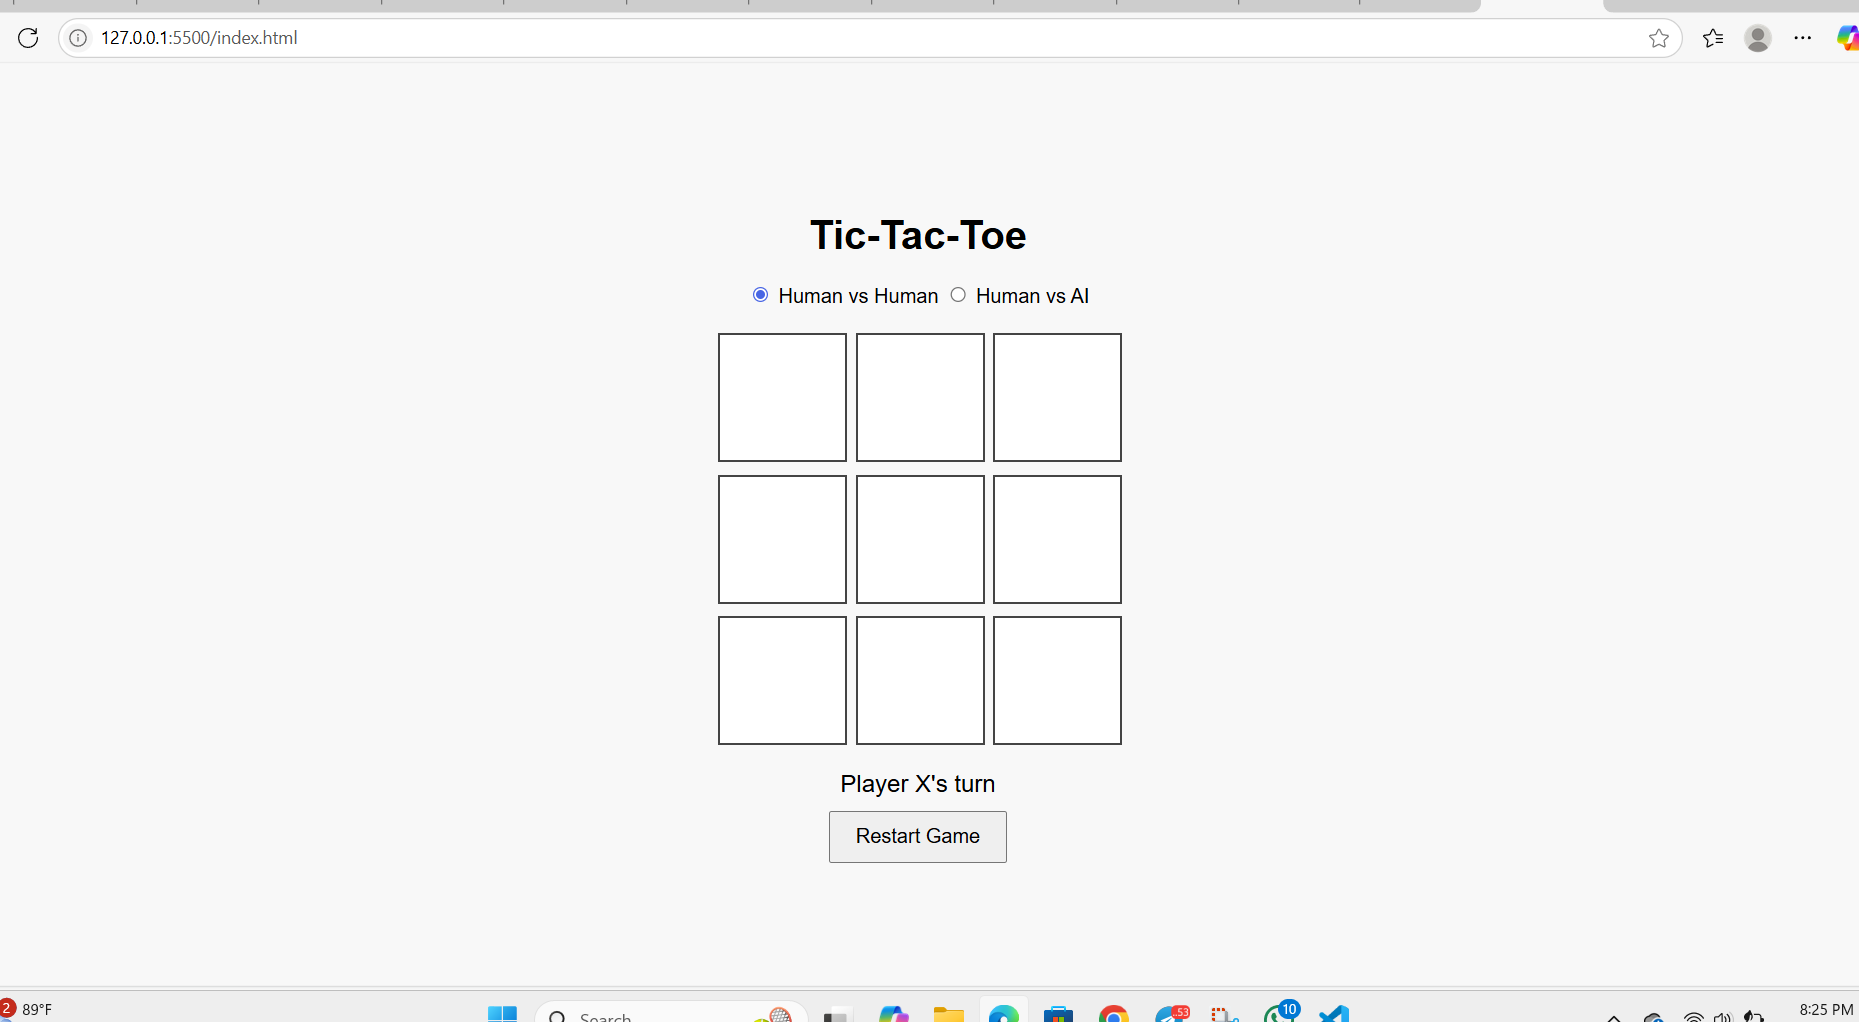 127.0.0.1:5500/index.html
Tic-Tac-Toe
Human vs Human Human vs AI
Player X's turn
Restart Game
2 89°F
Search
53
10
8:25 PM